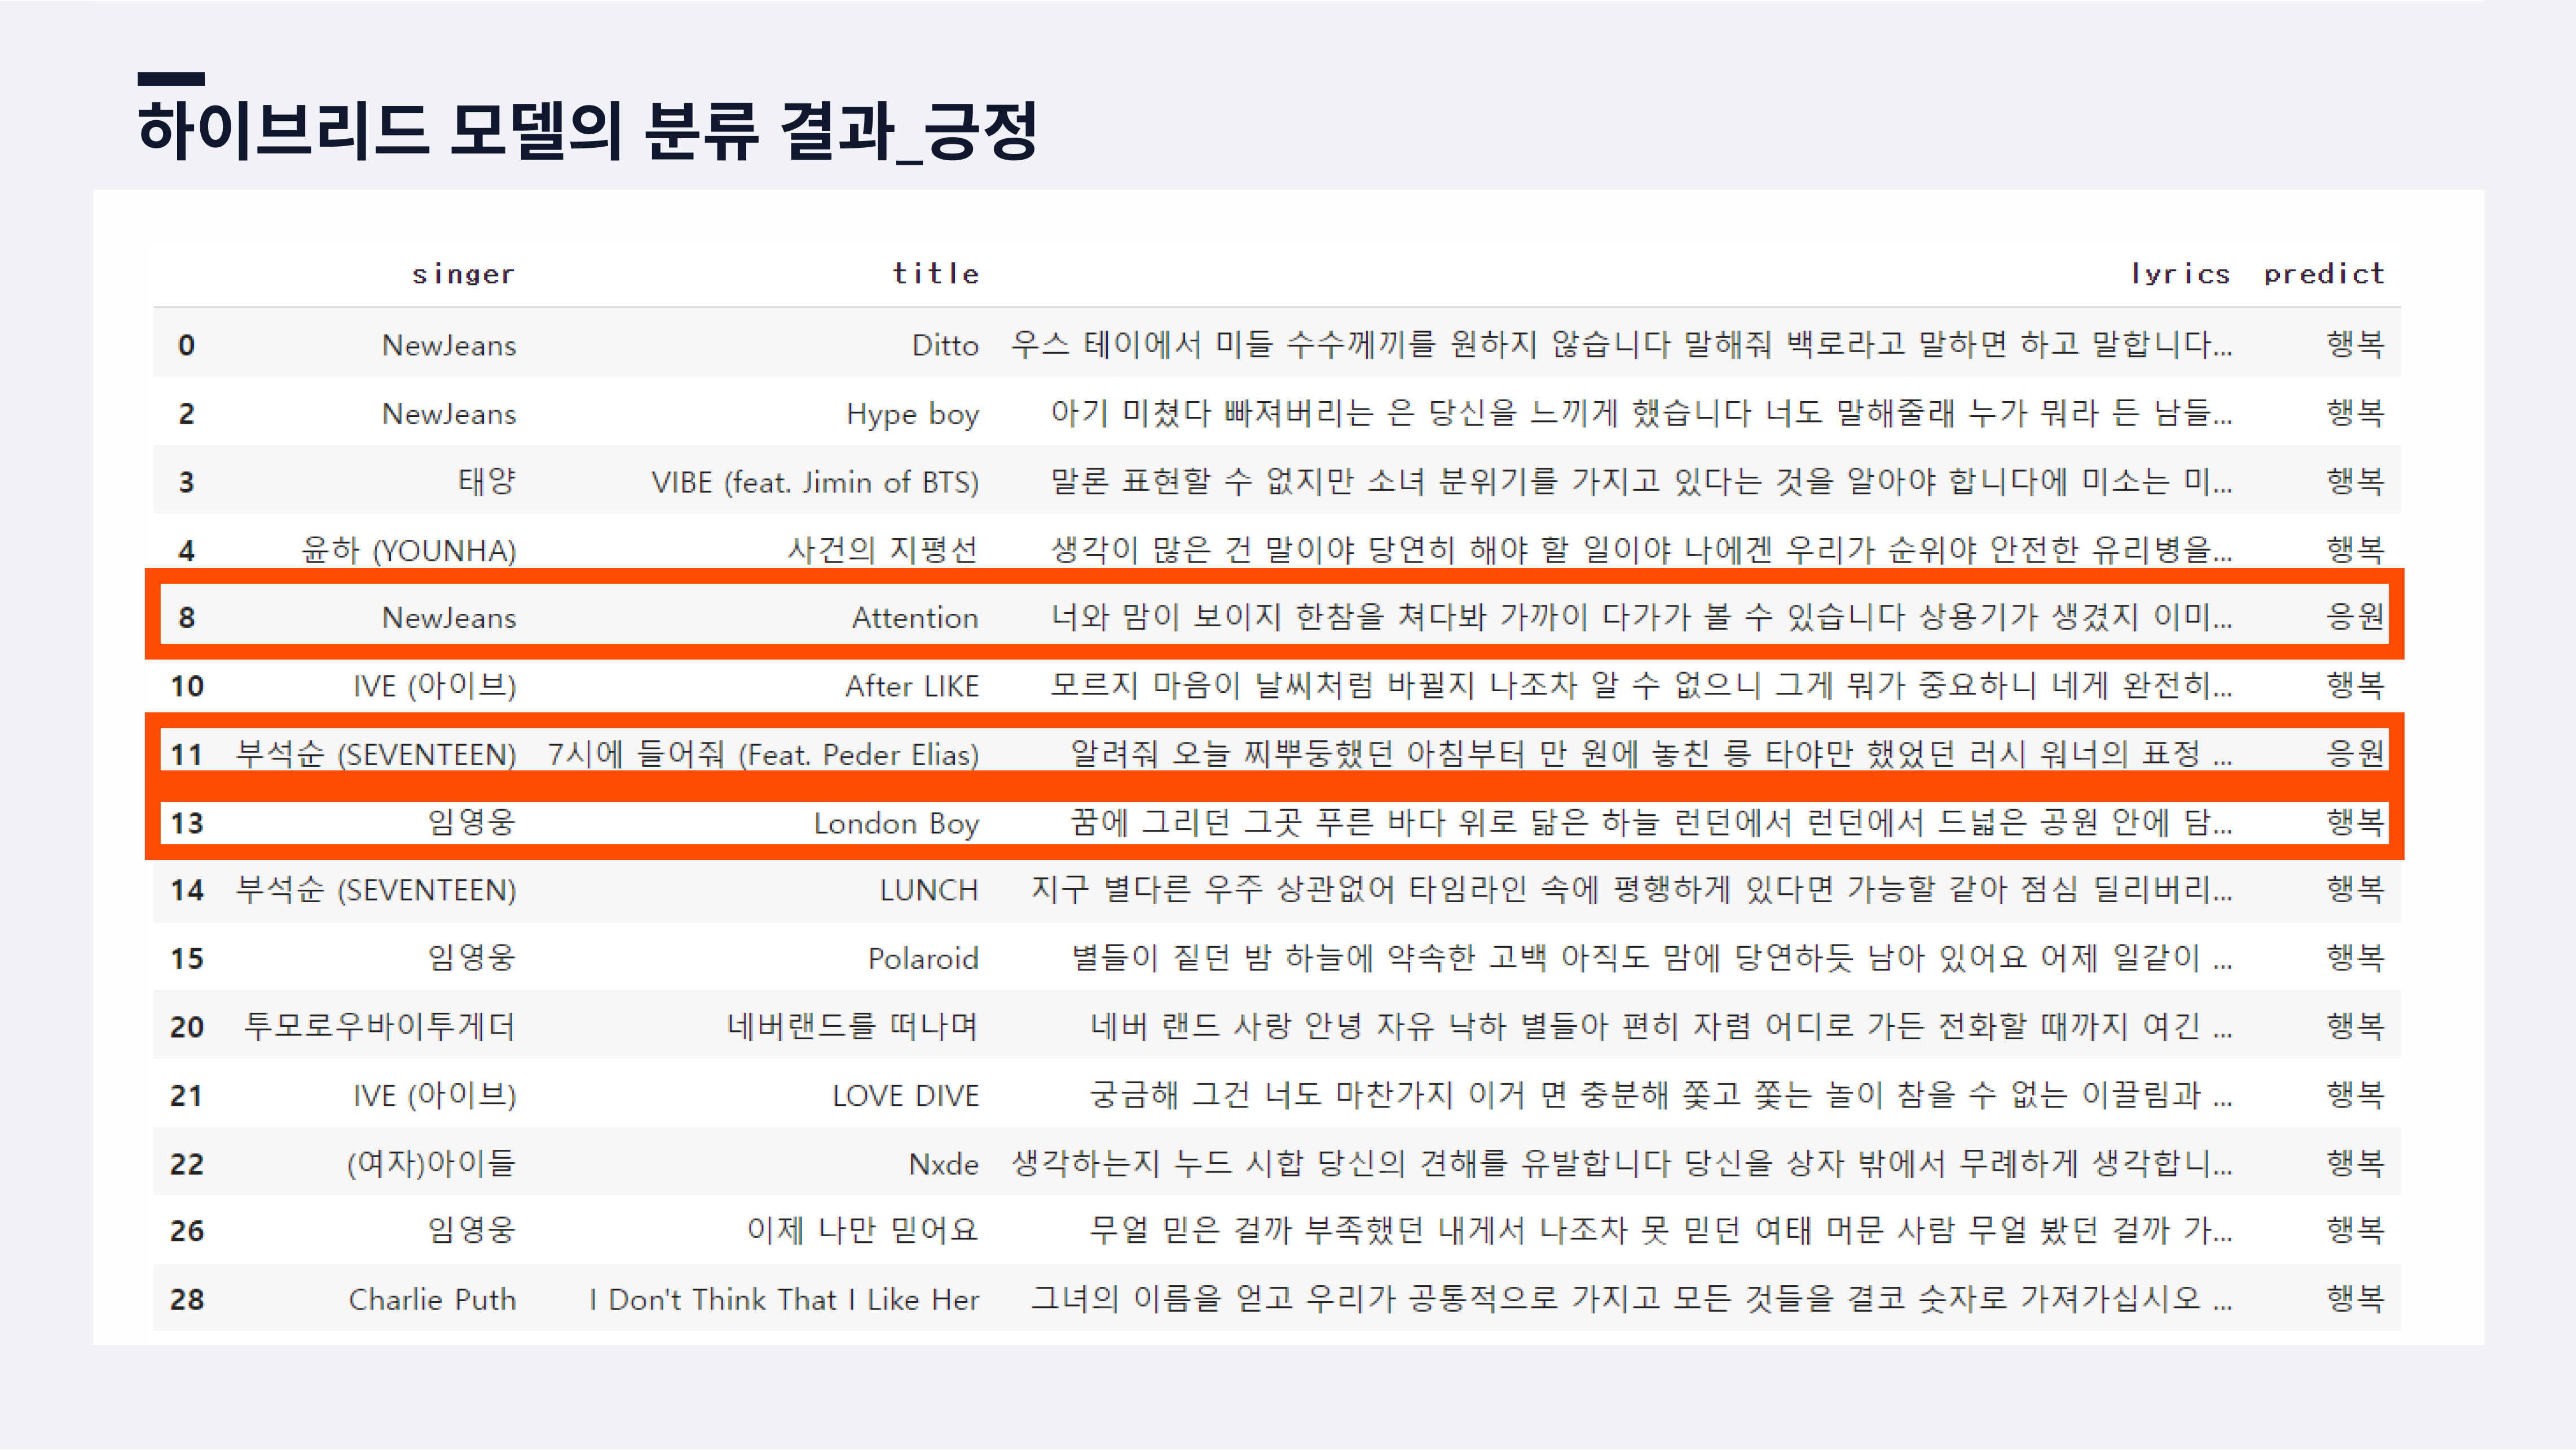 하이브리드 모델의 분류 결과_긍정
singer title lyrics predict
0 NewJeans Ditto 우스 테이에서 미들 수수께끼를 원하지 않습니다 말해줘 백로라고 말하면 하고 말합니다... 행복
2 NewJeans Hype boy 아기 미쳤다 빠져버리는 은 당신을 느끼게 했습니다 너도 말해줄래 누가 뭐라 든 남들... 행복
3 태양 VIBE (feat. Jimin of BTS) 말론 표현할 수 없지만 소녀 분위기를 가지고 있다는 것을 알아야 합니다에 미소는 미... 행복
4 윤하 (YOUNHA) 사건의 지평선 생각이 많은 건 말이야 당연히 해야 할 일이야 나에겐 우리가 순위야 안전한 유리병을... 행복
8 NewJeans Attention 너와 맘이 보이지 한참을 쳐다봐 가까이 다가가 볼 수 있습니다 상용기가 생겼지 이미... 응원
10 IVE (아이브) After LIKE 모르지 마음이 날씨처럼 바뀔지 나조차 알 수 없으니 그게 뭐가 중요하니 네게 완전히... 행복
11 부석순 (SEVENTEEN) 7시에 들어줘 (Feat. Peder Elias) 알려줘 오늘 찌뿌둥했던 아침부터 만 원에 놓친 릉 타야만 했었던 러시 워너의 표정 ... 응원
13 임영웅 London Boy 꿈에 그리던 그곳 푸른 바다 위로 닮은 하늘 런던에서 런던에서 드넓은 공원 안에 담... 행복
14 부석순 (SEVENTEEN) LUNCH 지구 별다른 우주 상관없어 타임라인 속에 평행하게 있다면 가능할 같아 점심 딜리버리... 행복
15 임영웅 Polaroid 별들이 짙던 밤 하늘에 약속한 고백 아직도 맘에 당연하듯 남아 있어요 어제 일같이 ... 행복
20 투모로우바이투게더 네버랜드를 떠나며 네버 랜드 사랑 안녕 자유 낙하 별들아 편히 자렴 어디로 가든 전화할 때까지 여긴 ... 행복
21 IVE (아이브) LOVE DIVE 궁금해 그건 너도 마찬가지 이거 면 충분해 쫓고 쫓는 놀이 참을 수 없는 이끌림과 ... 행복
22 (여자)아이들 Nxde 생각하는지 누드 시합 당신의 견해를 유발합니다 당신을 상자 밖에서 무례하게 생각합니... 행복
26 임영웅 이제 나만 믿어요 무얼 믿은 걸까 부족했던 내게서 나조차 못 믿던 여태 머문 사람 무얼 봤던 걸까 가... 행복
28 Charlie Puth I Don't Think That I Like Her 그녀의 이름을 얻고 우리가 공통적으로 가지고 모든 것들을 결코 숫자로 가져가십시오 ... 행복